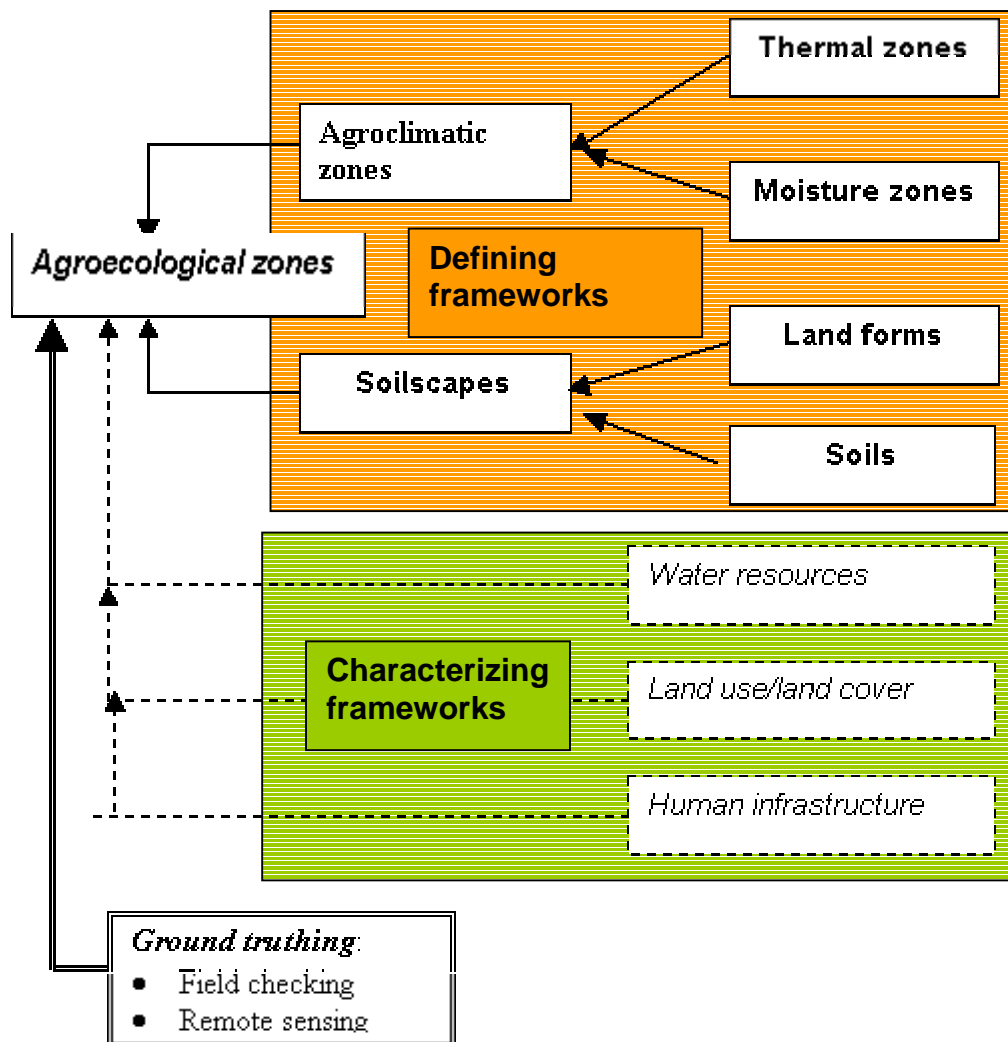 Thermal zones
Agroclimatic
zones
Moisture zones
Agroecological zones
Defining
frameworks
Land forms
Soilscapes
Soils
Water resources
Characterizing
frameworks
Land use/land cover
Human infrastructure
Ground truthing:
● Field checking
● Remote sensing